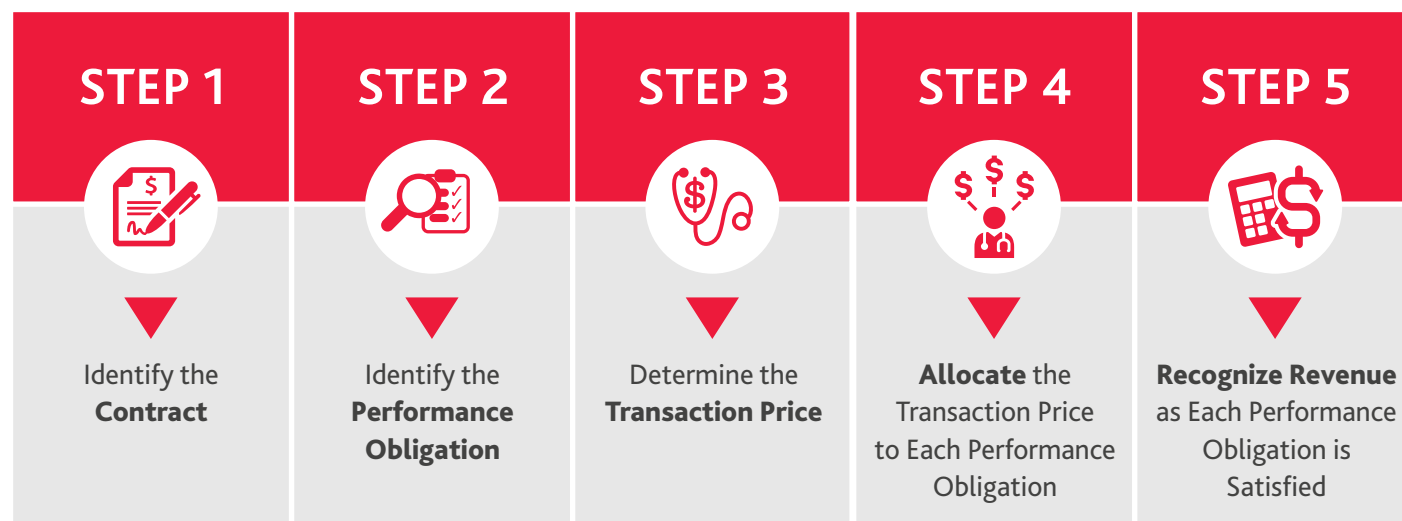 STEP 1
Identify the
Contract
STEP 2
Identify the
Performance
Obligation
STEP 3
Determine the
Transaction Price
STEP 4
Allocate the
Transaction Price
to Each Performance
Obligation
STEP 5
Recognize Revenue
as Each Performance
Obligation is
Satisfied